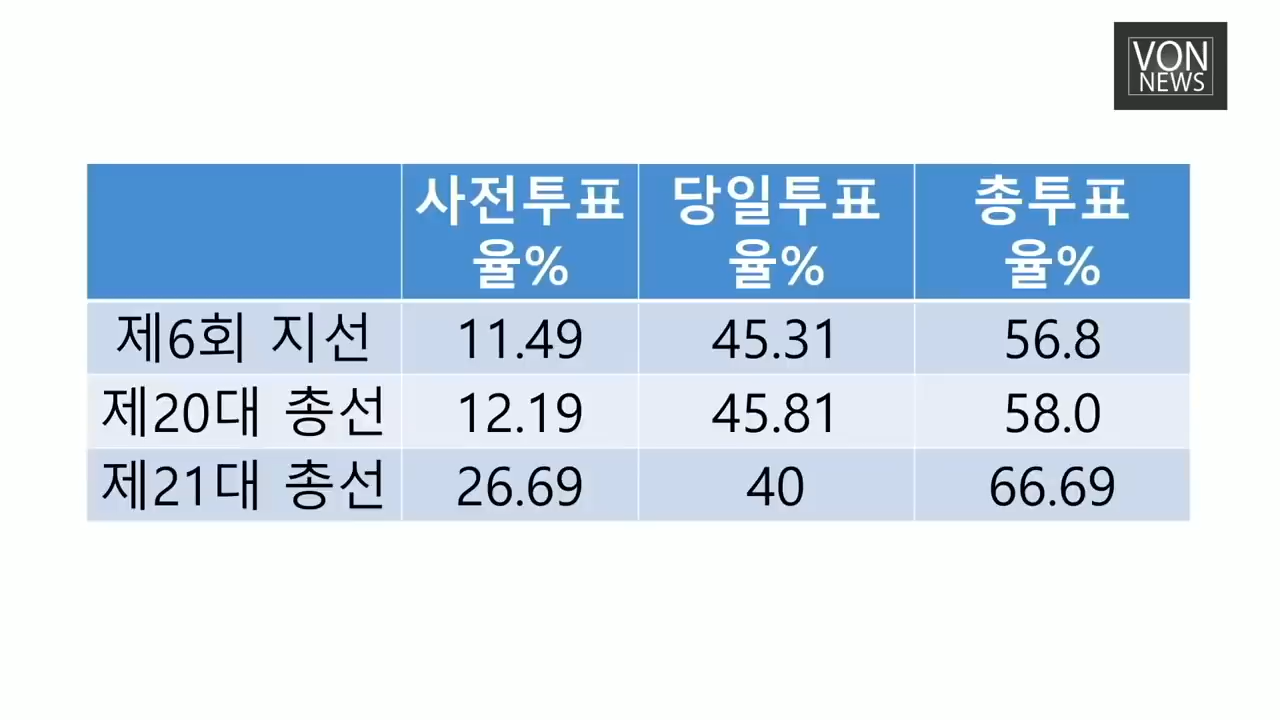 VON
NEWS
사전투표 당일투표 총투표
율% 율% 율%
제6회 지선 11.49 45.31 56.8
제20대 총선 12.19 45.81 58.0
제21대 총선 26.69 40 66.69